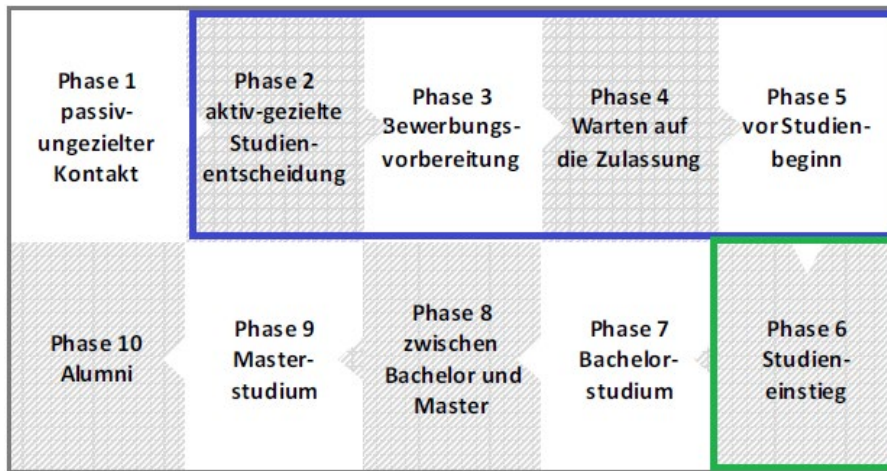 Phase 1
passiv-
ungezielter
Kontakt
Phase 2
aktiv-gezielte
Studien-
entscheidung
Phase 3
Bewerbungs-
vorbereitung
Phase 4
Warten auf
die Zulassung
Phase 5
vor Studien-
beginn
Phase 10
Alumni
Phase 9
Master-
studium
Phase 8
zwischen
Bachelor und
Master
Phase 7
Bachelor-
studium
Phase 6
Studien-
einstieg